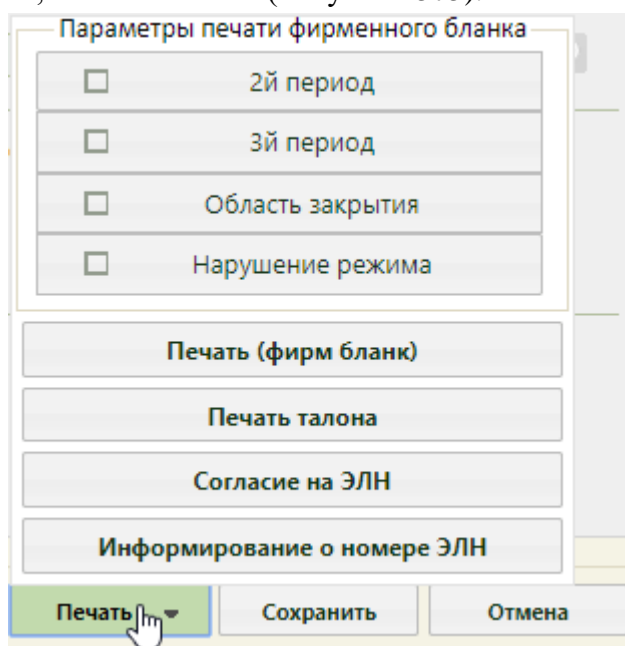 Параметры печати фирменного бланка
2й период
3й период
Область закрытия
Нарушение режима
Печать (фирм бланк)
Печать талона
Согласие на ЭЛН
Информирование о номере ЭЛН
Печать Сохранить Отмена